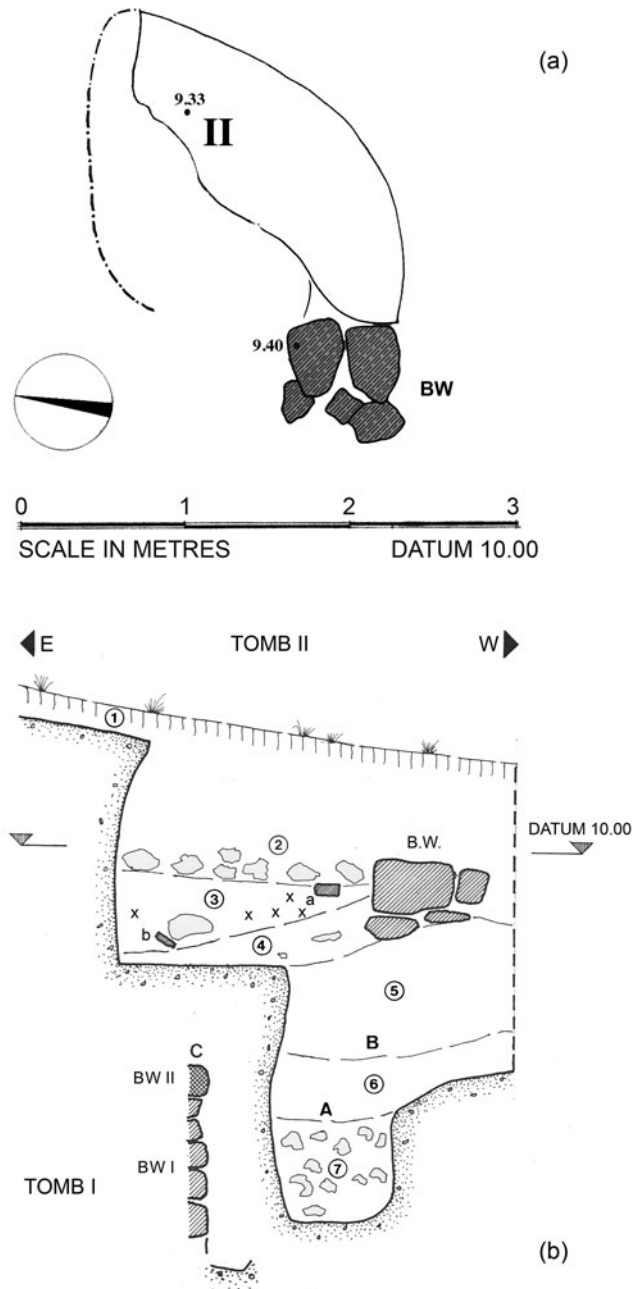 (a)
9.33
II
9.40
BW
0 1 2 3
SCALE IN METRES DATUM 10.00
E TOMB II W
1
DATUM 10.00
2
B.W.
3
x
x
x
x
x
a
b
4
5
B
C
BW II
6
A
BW I
7
TOMB I
(b)